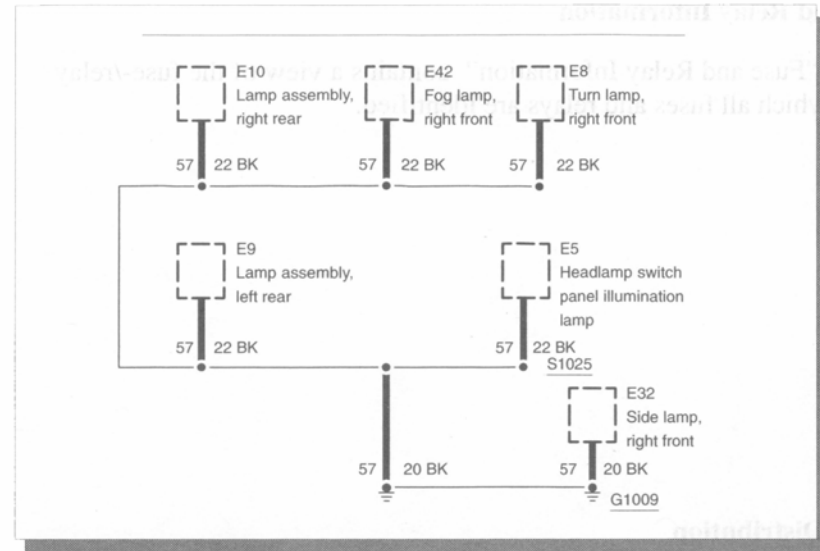 E10
Lamp assembly,
right rear
57 22 BK
E42
Fog lamp,
right front
57 22 BK
E8
Turn lamp,
right front
57 22 BK
E9
Lamp assembly,
left rear
57 22 BK
E5
Headlamp switch
panel illumination
lamp
57 22 BK
S1025
57 20 BK
E32
Side lamp,
right front
57 20 BK
G1009